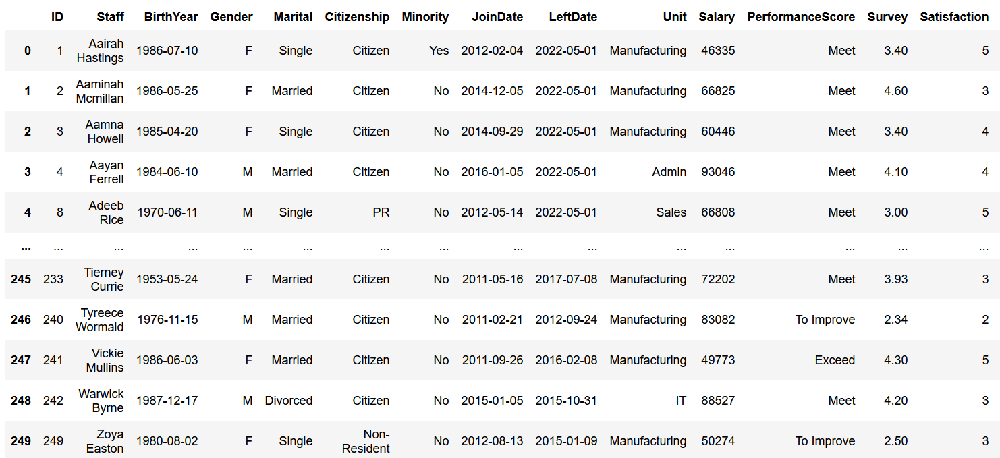 ID Staff BirthYear Gender Marital Citizenship Minority JoinDate LeftDate Unit Salary PerformanceScore Survey Satisfaction
0 1 Aairah Hastings 1986-07-10 F Single Citizen Yes 2012-02-04 2022-05-01 Manufacturing 46335 Meet 3.40 5
1 2 Aaminah Mcmillan 1986-05-25 F Married Citizen No 2014-12-05 2022-05-01 Manufacturing 66825 Meet 4.60 3
2 3 Aamna Howell 1985-04-20 F Single Citizen No 2014-09-29 2022-05-01 Manufacturing 60446 Meet 3.40 4
3 4 Aayan Ferrell 1984-06-10 M Married Citizen No 2016-01-05 2022-05-01 Admin 93046 Meet 4.10 4
4 8 Adeeb Rice 1970-06-11 M Single PR No 2012-05-14 2022-05-01 Sales 66808 Meet 3.00 5
... ... ... ... ... ... ... ... ... ... ... ... ... ... ...
245 233 Tierney Currie 1953-05-24 F Married Citizen No 2011-05-16 2017-07-08 Manufacturing 72202 Meet 3.93 3
246 240 Tyreece Wormald 1976-11-15 M Married Citizen No 2011-02-21 2012-09-24 Manufacturing 83082 To Improve 2.34 2
247 241 Vickie Mullins 1986-06-03 F Married Citizen No 2011-09-26 2016-02-08 Manufacturing 49773 Exceed 4.30 5
248 242 Warwick Byrne 1987-12-17 M Divorced Citizen No 2015-01-05 2015-10-31 IT 88527 Meet 4.20 3
249 249 Zoya Easton 1980-08-02 F Single Non-Resident No 2012-08-13 2015-01-09 Manufacturing 50274 To Improve 2.50 3